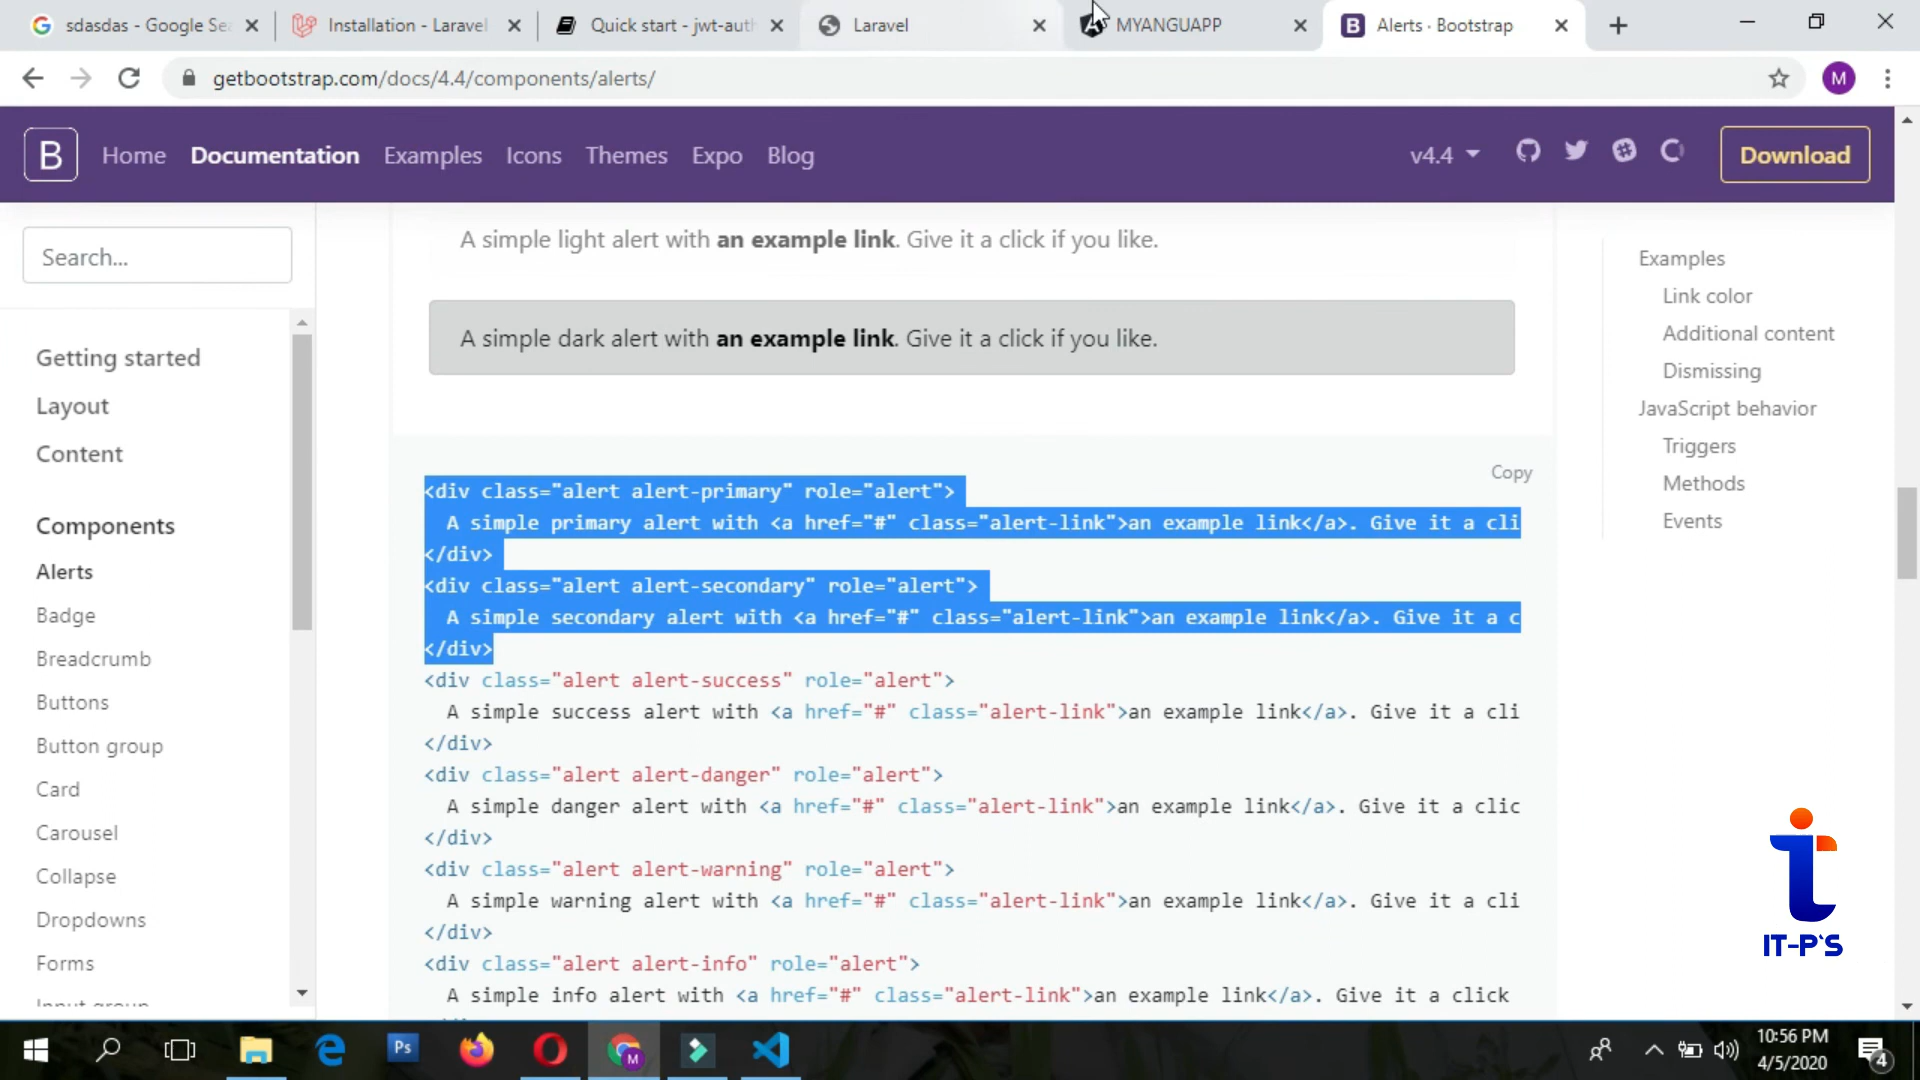 sdasdas - Google Se
Installation - Laravel
Quick start - jwt-auth
Laravel
MYANGUAPP
Alerts · Bootstrap
getbootstrap.com/docs/4.4/components/alerts/
M
B
Home
Documentation
Examples
Icons
Themes
Expo
Blog
v4.4
Download
Search...
Getting started
Layout
Content
Components
Alerts
Badge
Breadcrumb
Buttons
Button group
Card
Carousel
Collapse
Dropdowns
Forms
Input group
A simple light alert with an example link. Give it a click if you like.
A simple dark alert with an example link. Give it a click if you like.
Copy
<div class="alert alert-primary" role="alert">
A simple primary alert with <a href="#" class="alert-link">an example link</a>. Give it a cli
</div>
<div class="alert alert-secondary" role="alert">
A simple secondary alert with <a href="#" class="alert-link">an example link</a>. Give it a c
</div>
<div class="alert alert-success" role="alert">
A simple success alert with <a href="#" class="alert-link">an example link</a>. Give it a cli
</div>
<div class="alert alert-danger" role="alert">
A simple danger alert with <a href="#" class="alert-link">an example link</a>. Give it a clic
</div>
<div class="alert alert-warning" role="alert">
A simple warning alert with <a href="#" class="alert-link">an example link</a>. Give it a cli
</div>
<div class="alert alert-info" role="alert">
A simple info alert with <a href="#" class="alert-link">an example link</a>. Give it a click
Examples
Link color
Additional content
Dismissing
JavaScript behavior
Triggers
Methods
Events
IT-P'S
Ps
M
10:56 PM
4/5/2020
4